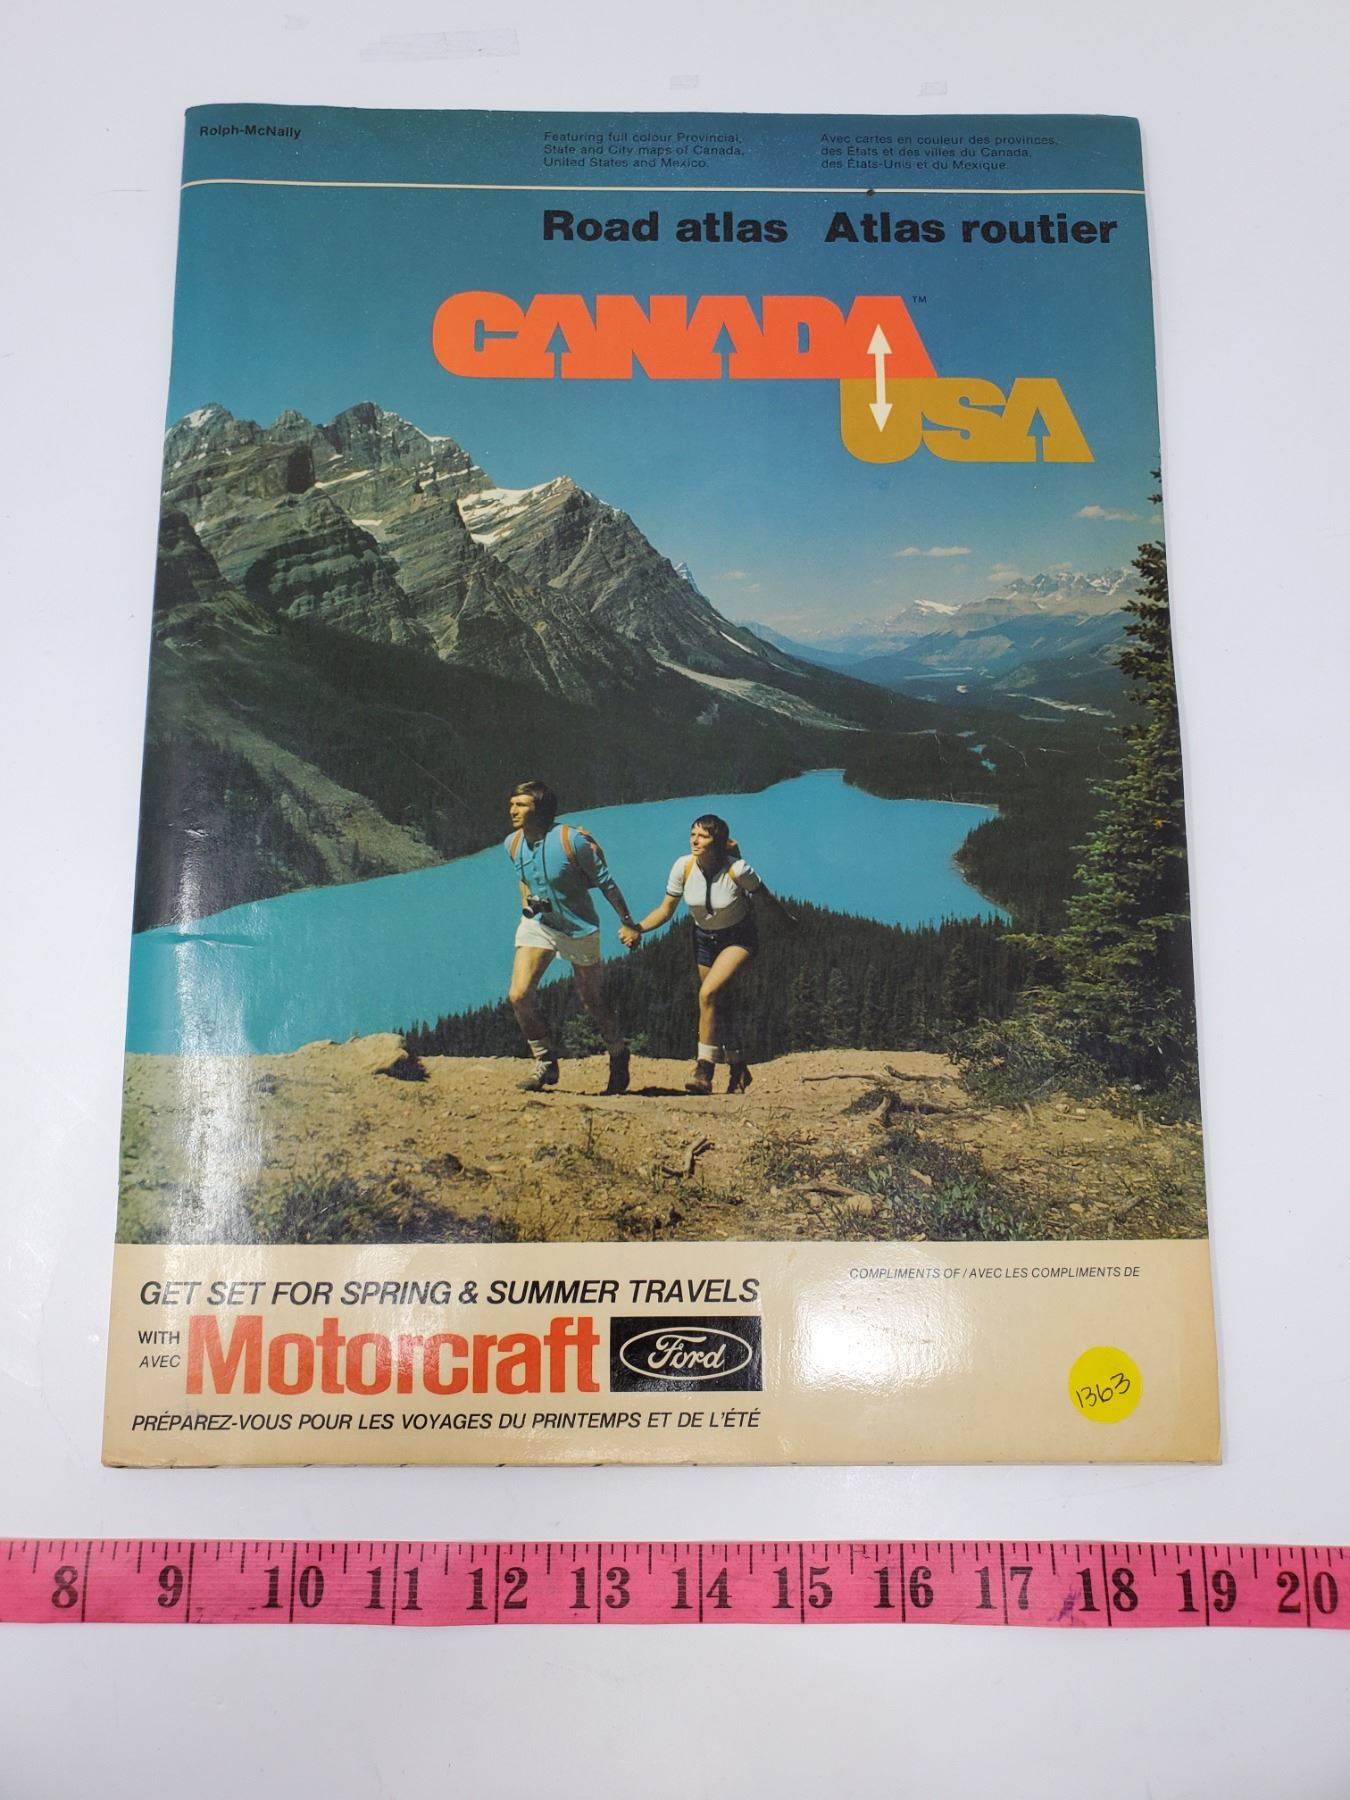 Rolph-McNally
Featuring full colour Provincial,
State and City maps of Canada,
United States and Mexico.
Avec cartes en couleur des provinces,
des États et des villes du Canada,
des États-Unis et du Mexique.
Road atlas Atlas routier
CANADA™
USA
GET SET FOR SPRING & SUMMER TRAVELS
WITH
AVEC
Motorcraft
Ford
PRÉPAREZ-VOUS POUR LES VOYAGES DU PRINTEMPS ET DE L'ÉTÉ
COMPLIMENTS OF / AVEC LES COMPLIMENTS DE
1363
8 9 10 11 12 13 14 15 16 17 18 19 20